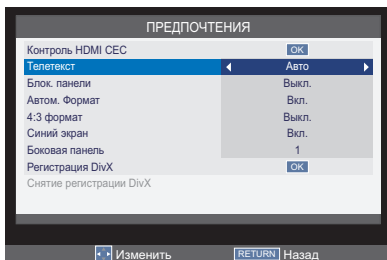 ПРЕДПОЧТЕНИЯ
Контроль HDMI CEC OK
Телетекст Авто
Блок. панели Выкл.
Автом. Формат Вкл.
4:3 формат Выкл.
Синий экран Вкл.
Боковая панель 1
Регистрация DivX OK
Снятие регистрации DivX
Изменить RETURN Назад